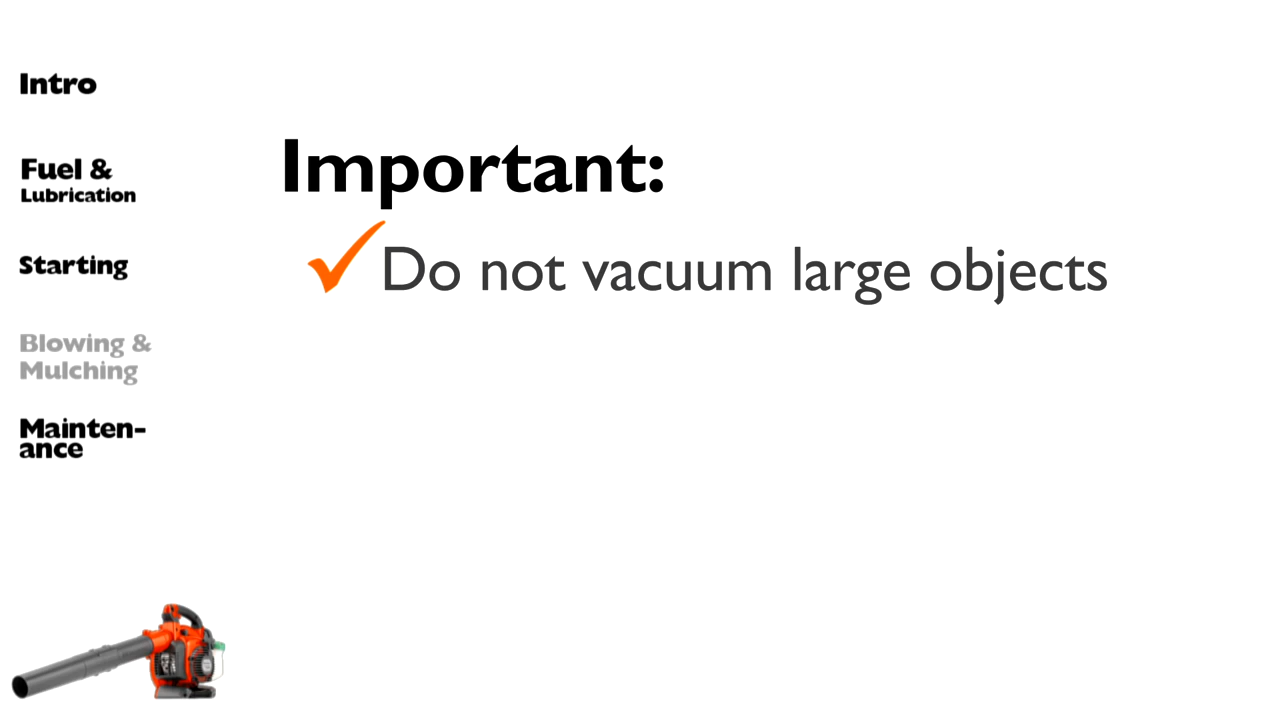 Intro
Fuel &
Lubrication
Starting
Blowing &
Mulching
Mainten-
ance
Important:
Do not vacuum large objects